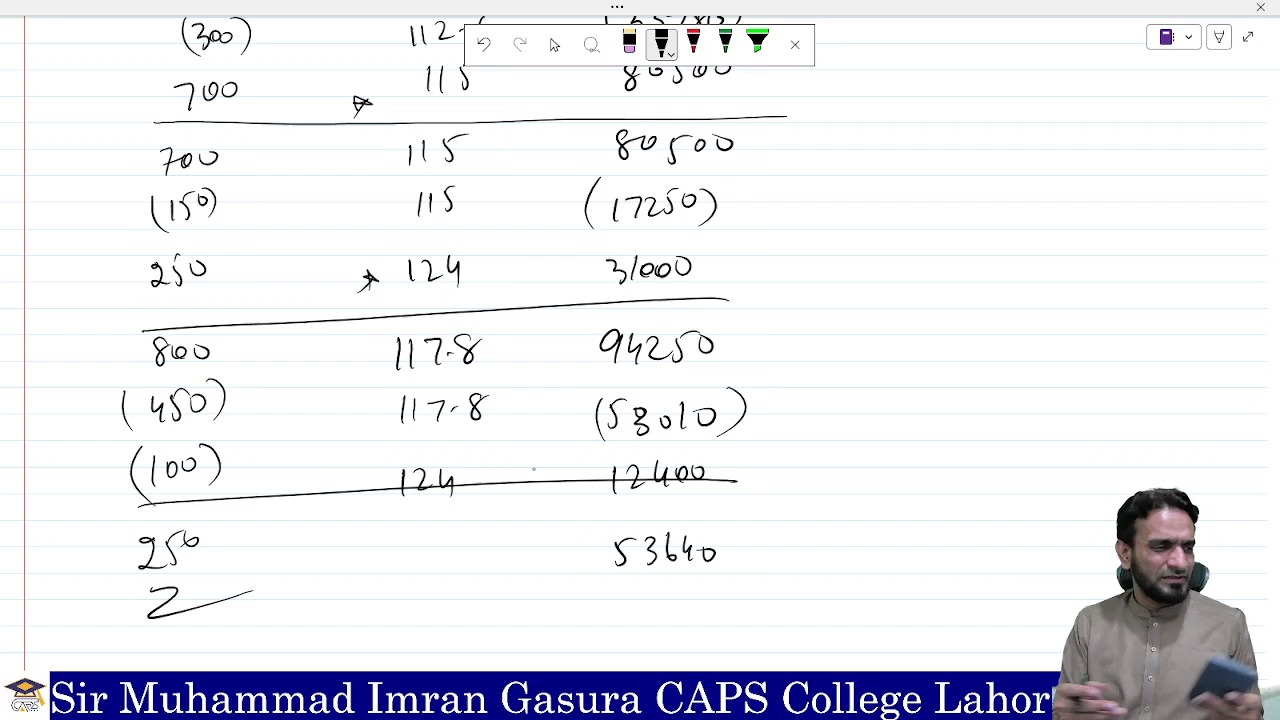 (300) 112.
700 115 80500
700 115 80500
(150) 115 (17250)
250 124 31000
800 117.8 94250
(450) 117.8 (53010)
(100) 124 12400
250 53640
Sir Muhammad Imran Gasura CAPS College Lahor